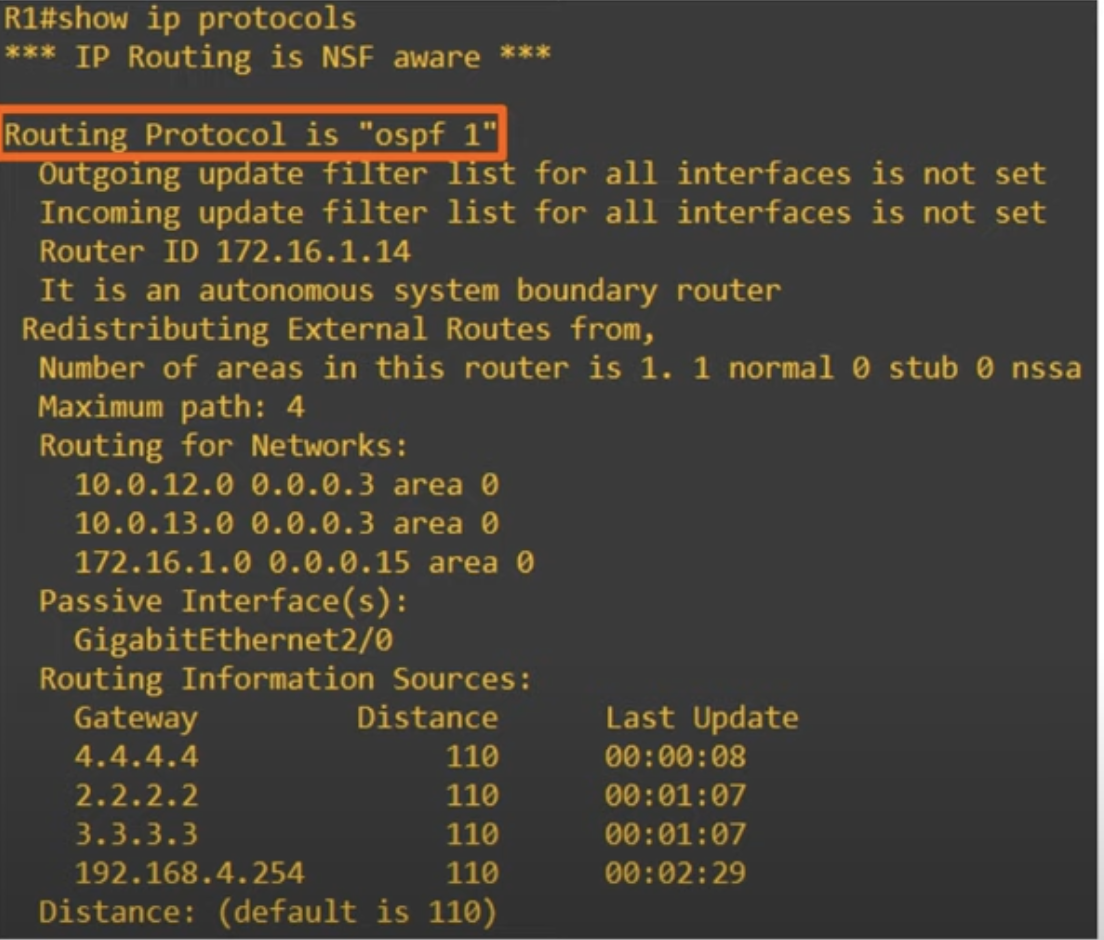 R1#show ip protocols
*** IP Routing is NSF aware ***
Routing Protocol is "ospf 1"
Outgoing update filter list for all interfaces is not set
Incoming update filter list for all interfaces is not set
Router ID 172.16.1.14
It is an autonomous system boundary router
Redistributing External Routes from,
Number of areas in this router is 1. 1 normal 0 stub 0 nssa
Maximum path: 4
Routing for Networks:
10.0.12.0 0.0.0.3 area 0
10.0.13.0 0.0.0.3 area 0
172.16.1.0 0.0.0.15 area 0
Passive Interface(s):
GigabitEthernet2/0
Routing Information Sources:
Gateway Distance Last Update
4.4.4.4 110 00:00:08
2.2.2.2 110 00:01:07
3.3.3.3 110 00:01:07
192.168.4.254 110 00:02:29
Distance: (default is 110)